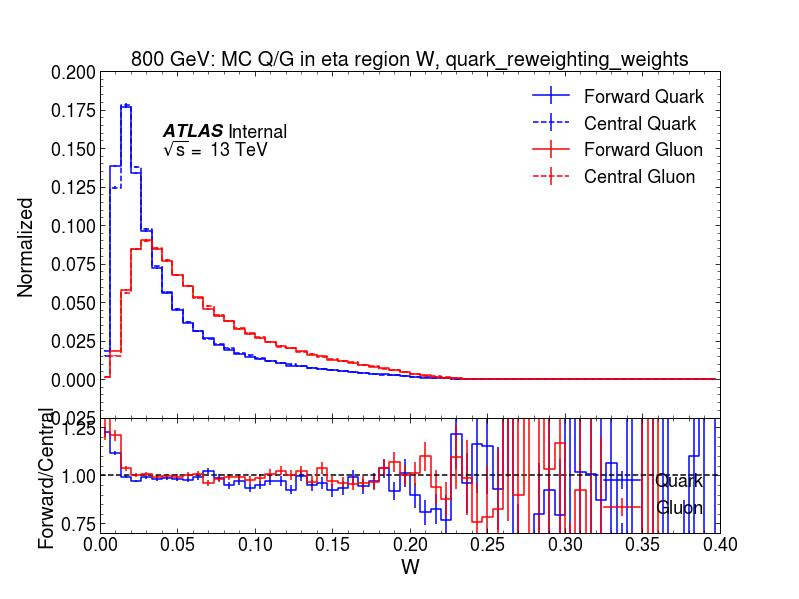 800 GeV: MC Q/G in eta region W, quark_reweighting_weights
0.200
0.175
0.150
0.125
0.100
0.075
0.050
0.025
0.000
0.025
Normalized
ATLAS Internal
√s = 13 TeV
Forward Quark
Central Quark
Forward Gluon
Central Gluon
1.25
1.00
0.75
Forward/Central
Quark
Gluon
0.00 0.05 0.10 0.15 0.20 0.25 0.30 0.35 0.40
W